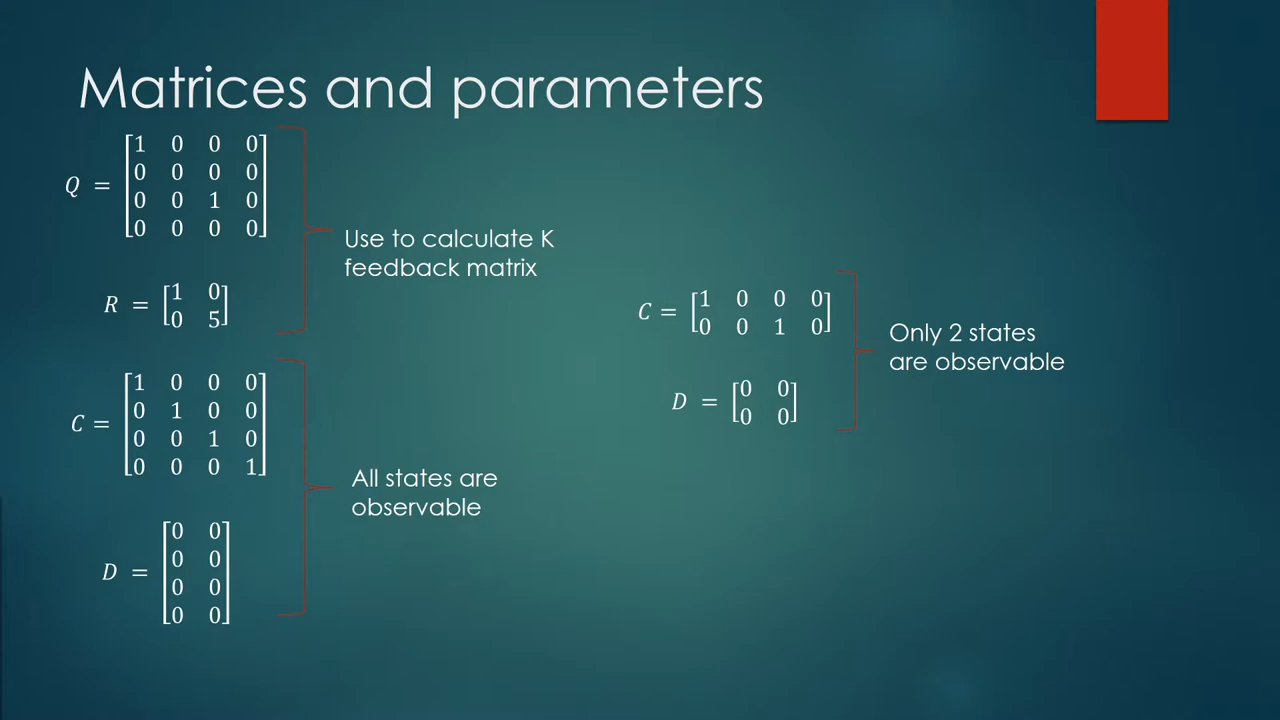 Matrices and parameters
Q = [1 0 0 0
0 0 0 0
0 0 1 0
0 0 0 0]
Use to calculate K
feedback matrix
R = [1 0
0 5]
C = [1 0 0 0
0 1 0 0
0 0 1 0
0 0 0 1]
All states are
observable
D = [0 0
0 0
0 0
0 0]
C = [1 0 0 0
0 0 1 0]
Only 2 states
are observable
D = [0 0
0 0]